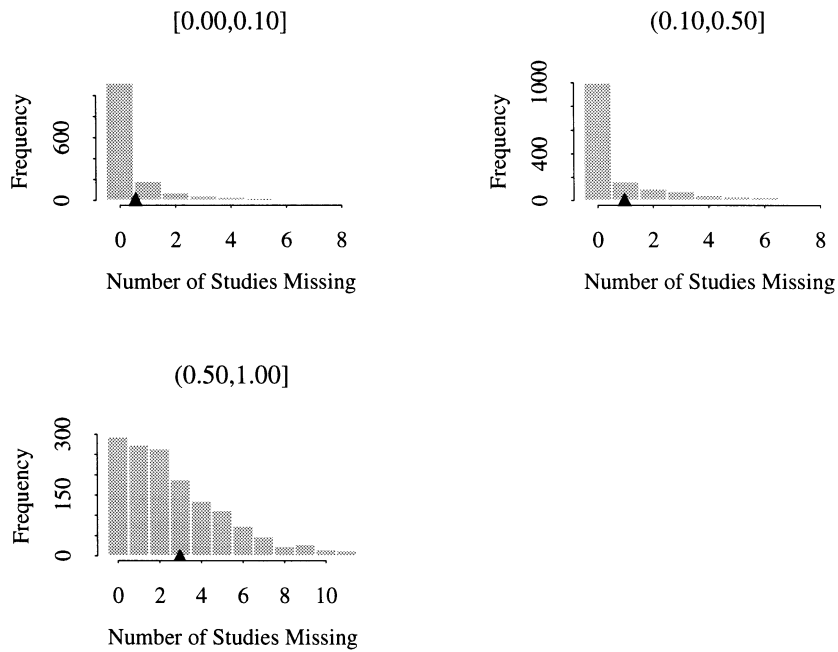 [0.00,0.10]
Frequency
0 600
0 2 4 6 8
Number of Studies Missing
(0.10,0.50]
Frequency
0 400 1000
0 2 4 6 8
Number of Studies Missing
(0.50,1.00]
Frequency
0 150 300
0 2 4 6 8 10
Number of Studies Missing